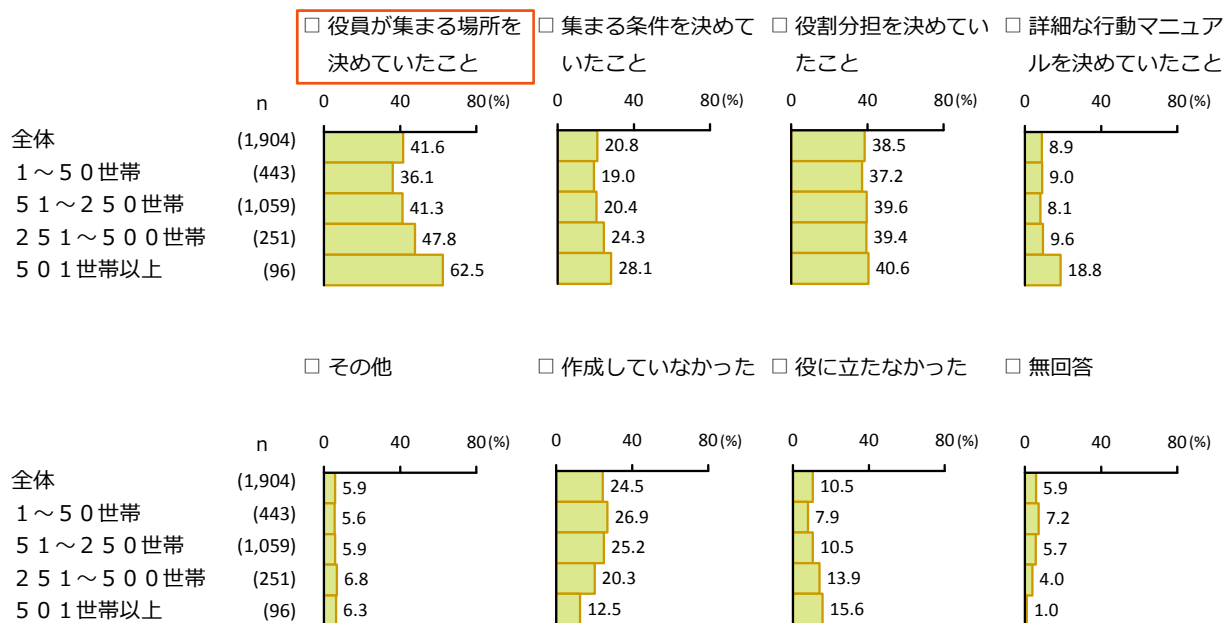 □ 役員が集まる場所を □ 集まる条件を決めて □ 役割分担を決めてい □ 詳細な行動マニュア
決めていたこと いたこと たこと ルを決めていたこと
n 0 40 80(%) 0 40 80(%) 0 40 80(%) 0 40 80(%)
全体 (1,904) 41.6 20.8 38.5 8.9
１～５０世帯 (443) 36.1 19.0 37.2 9.0
５１～２５０世帯 (1,059) 41.3 20.4 39.6 8.1
２５１～５００世帯 (251) 47.8 24.3 39.4 9.6
５０１世帯以上 (96) 62.5 28.1 40.6 18.8
□ その他 □ 作成していなかった □ 役に立たなかった □ 無回答
n 0 40 80(%) 0 40 80(%) 0 40 80(%) 0 40 80(%)
全体 (1,904) 5.9 24.5 10.5 5.9
１～５０世帯 (443) 5.6 26.9 7.9 7.2
５１～２５０世帯 (1,059) 5.9 25.2 10.5 5.7
２５１～５００世帯 (251) 6.8 20.3 13.9 4.0
５０１世帯以上 (96) 6.3 12.5 15.6 1.0